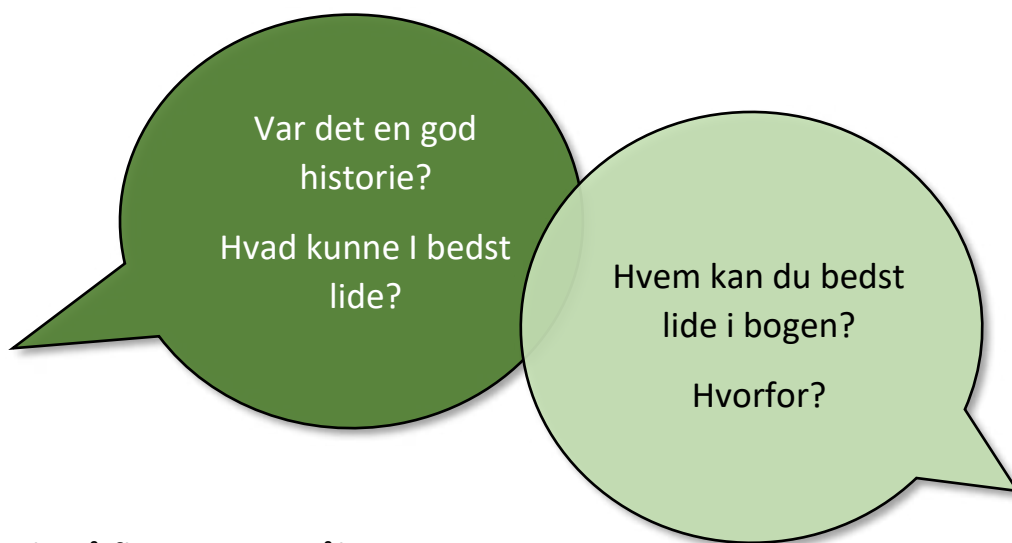 Var det en god
historie?
Hvad kunne I bedst
lide?
Hvem kan du bedst
lide i bogen?
Hvorfor?